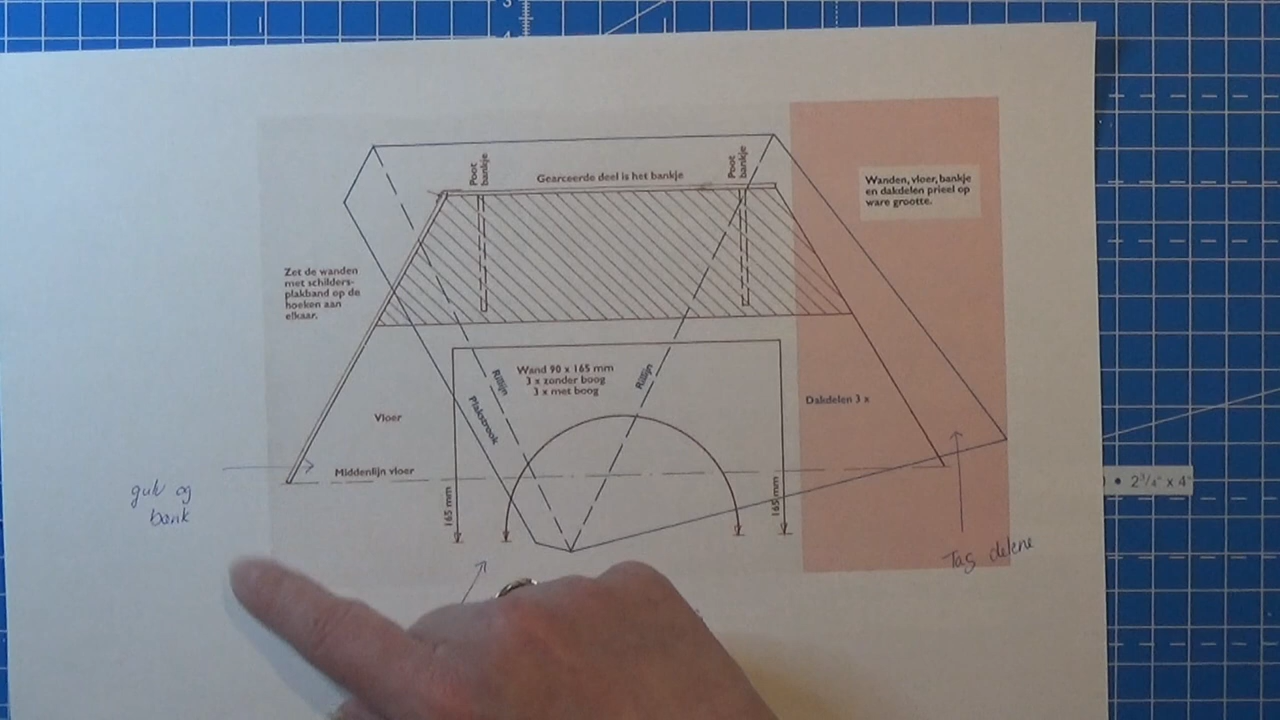 3
4
Poot
bankje
Gearceerde deel is het bankje
Poot
bankje
Wanden, vloer, bankje
en dakdelen prieel op
ware grootte.
Zet de wanden
met schilders-
plakband op de
hoeken aan
elkaar.
Wand 90 x 165 mm
3 x zonder boog
3 x met boog
Rillijn
Rillijn
Plakstrook
Vloer
Dakdelen 3 x
Middenlijn vloer
165 mm
165 mm
gulv og
bænk
Tag delene
• 2¾" x 4"